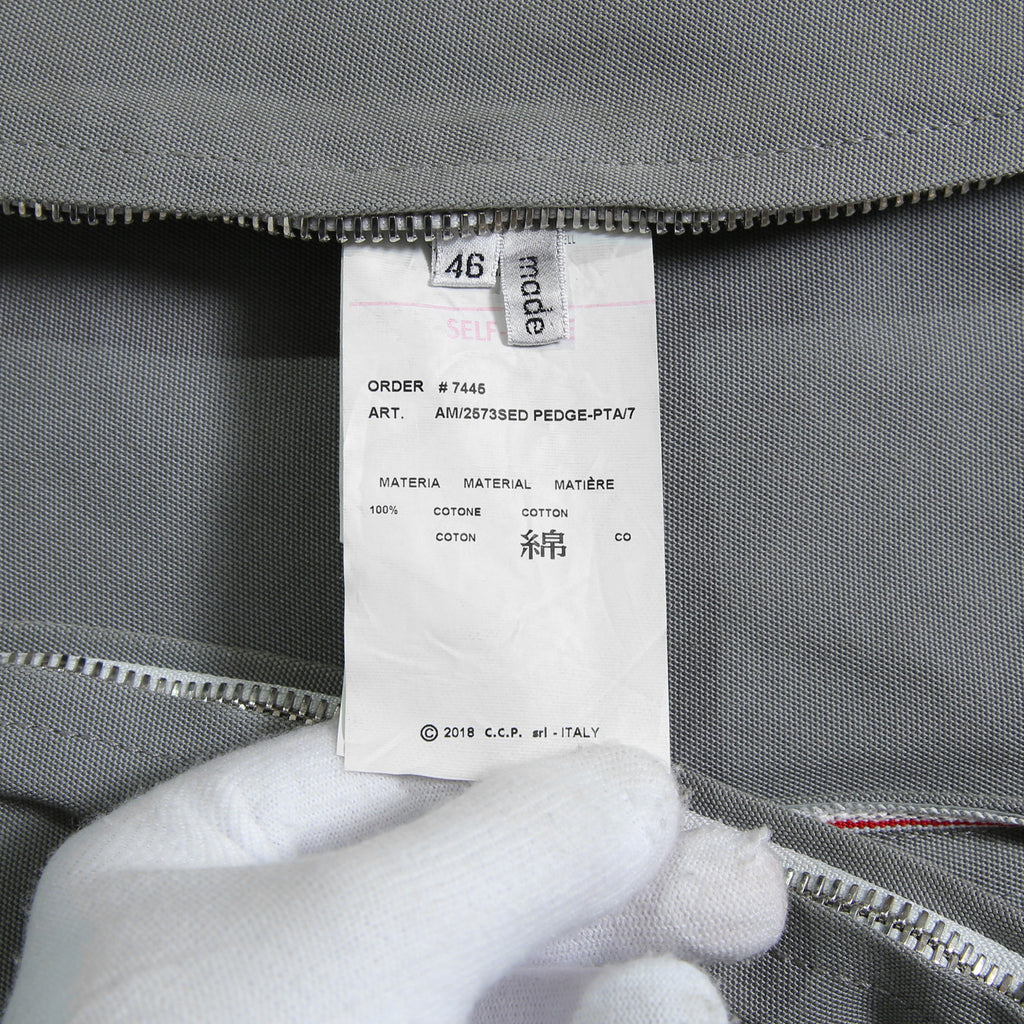 46
made
SELF
ORDER # 7445
ART. AM/2573SED PEDGE-PTA/7
MATERIA MATERIAL MATIÈRE
100% COTONE COTTON
COTON 綿 CO
© 2018 C.C.P. srl - ITALY